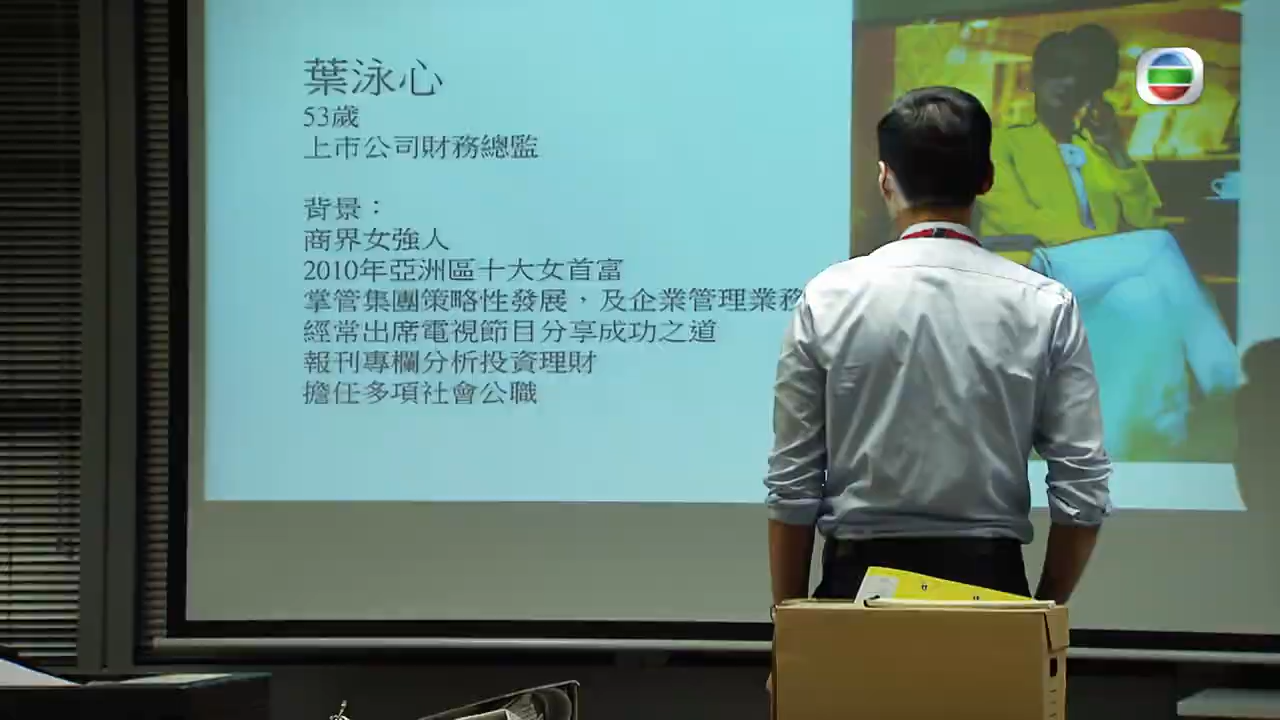 葉泳心
53歲
上市公司財務總監
背景：
商界女強人
2010年亞洲區十大女首富
掌管集團策略性發展，及企業管理業務
經常出席電視節目分享成功之道
報刊專欄分析投資理財
擔任多項社會公職